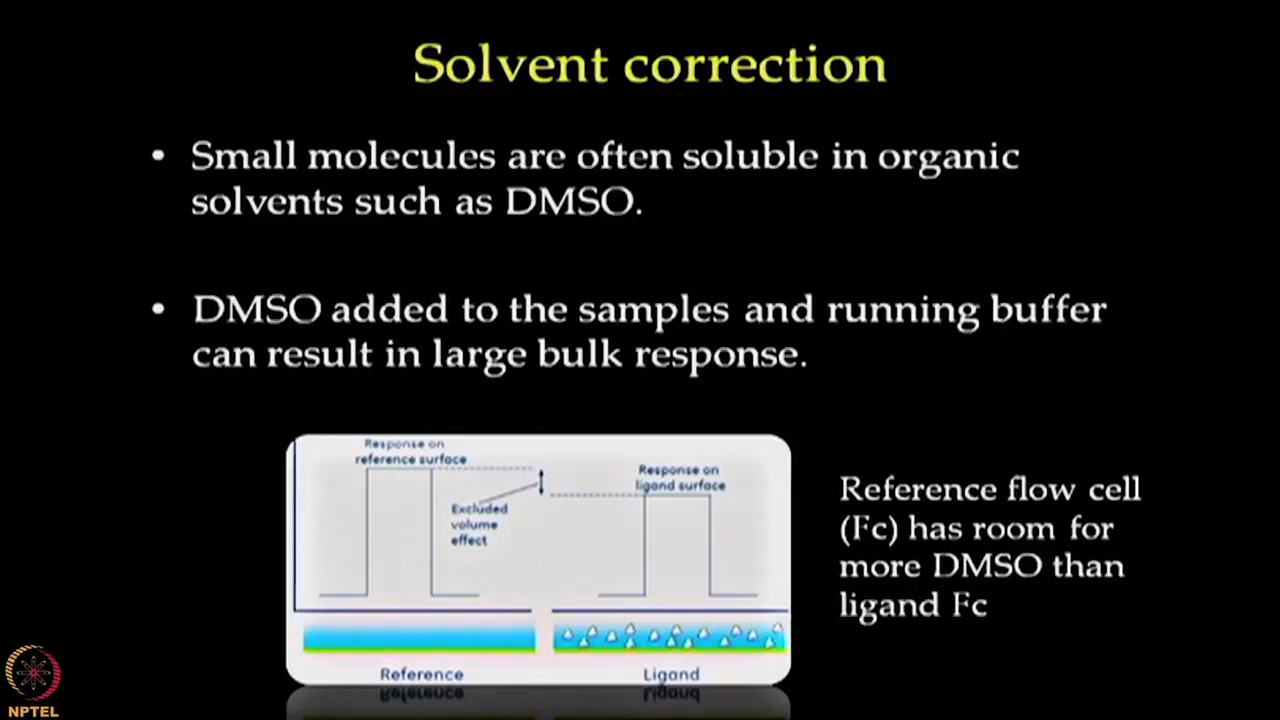 Solvent correction
• Small molecules are often soluble in organic
solvents such as DMSO.
• DMSO added to the samples and running buffer
can result in large bulk response.
Response on
reference surface
Excluded
volume
effect
Response on
ligand surface
Reference
Ligand
Reference flow cell
(Fc) has room for
more DMSO than
ligand Fc
NPTEL